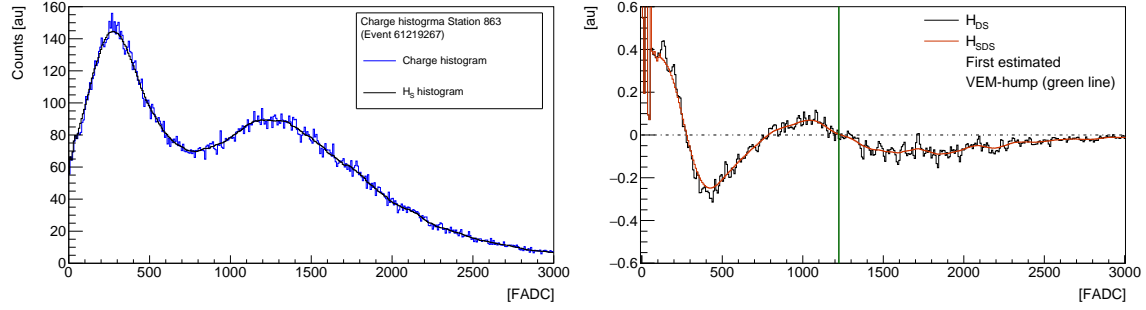 Counts [au]
160
140
120
100
80
60
40
20
0
Charge histogrma Station 863
(Event 61219267)
Charge histogram
H_S histogram
0 500 1000 1500 2000 2500 3000
[FADC]
[au]
0.6
0.4
0.2
0
−0.2
−0.4
−0.6
H_DS
H_SDS
First estimated
VEM-hump (green line)
0 500 1000 1500 2000 2500 3000
[FADC]